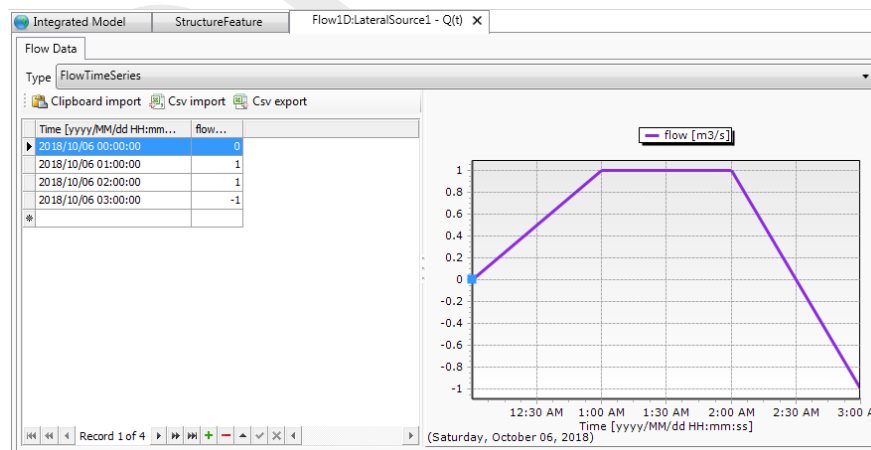 Integrated Model StructureFeature Flow1D:LateralSource1 - Q(t)
Flow Data
Type FlowTimeSeries
Clipboard import Csv import Csv export
Time [yyyy/MM/dd HH:mm... flow...
2018/10/06 00:00:00 0
2018/10/06 01:00:00 1
2018/10/06 02:00:00 1
2018/10/06 03:00:00 -1
flow [m3/s]
1
0.8
0.6
0.4
0.2
0
-0.2
-0.4
-0.6
-0.8
-1
12:30 AM 1:00 AM 1:30 AM 2:00 AM 2:30 AM 3:00 A
Time [yyyy/MM/dd HH:mm:ss]
(Saturday, October 06, 2018)
Record 1 of 4